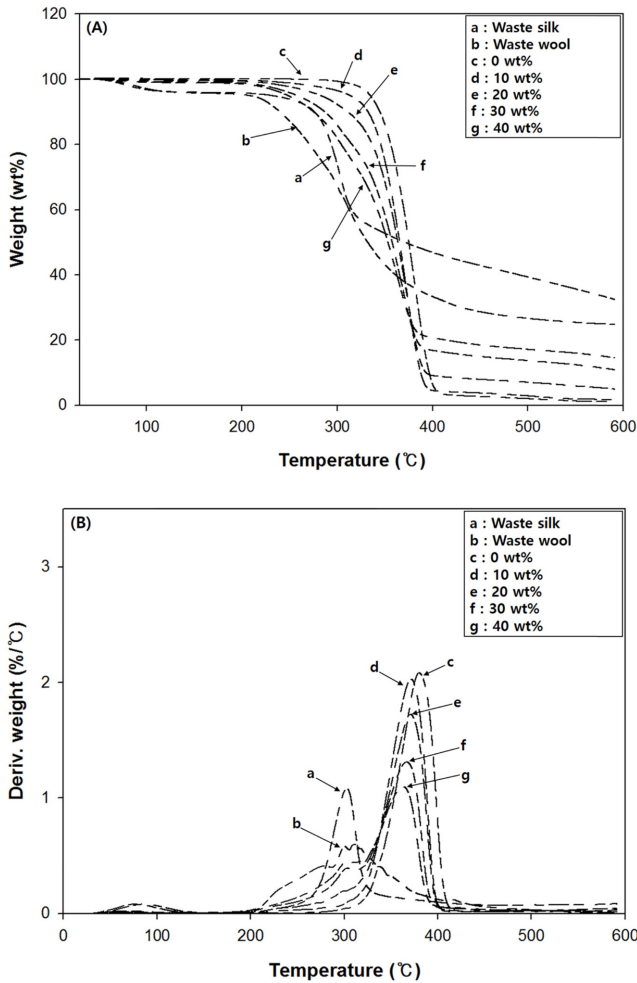 (A)
a : Waste silk
b : Waste wool
c : 0 wt%
d : 10 wt%
e : 20 wt%
f : 30 wt%
g : 40 wt%
c
d
e
b
a
f
g
120
100
80
60
40
20
0
Weight (wt%)
100
200
300
400
500
600
Temperature (℃)
(B)
a : Waste silk
b : Waste wool
c : 0 wt%
d : 10 wt%
e : 20 wt%
f : 30 wt%
g : 40 wt%
d
c
e
f
g
a
b
3
2
1
0
Deriv. weight (%/℃)
0
100
200
300
400
500
600
Temperature (℃)